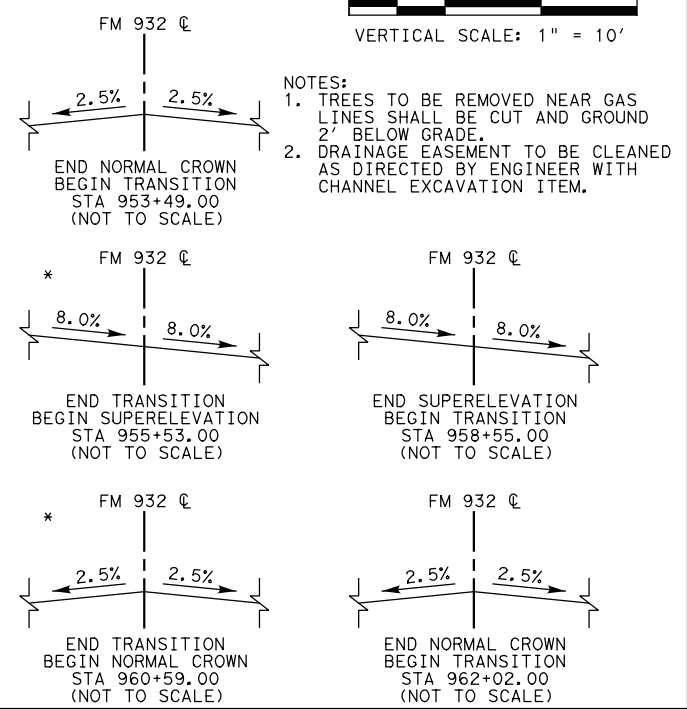 FM 932 ℄
VERTICAL SCALE: 1" = 10'
2.5% 2.5%
END NORMAL CROWN
BEGIN TRANSITION
STA 953+49.00
(NOT TO SCALE)
NOTES:
1. TREES TO BE REMOVED NEAR GAS
LINES SHALL BE CUT AND GROUND
2' BELOW GRADE.
2. DRAINAGE EASEMENT TO BE CLEANED
AS DIRECTED BY ENGINEER WITH
CHANNEL EXCAVATION ITEM.
FM 932 ℄
*
8.0% 8.0%
END TRANSITION
BEGIN SUPERELEVATION
STA 955+53.00
(NOT TO SCALE)
FM 932 ℄
8.0% 8.0%
END SUPERELEVATION
BEGIN TRANSITION
STA 958+55.00
(NOT TO SCALE)
FM 932 ℄
*
2.5% 2.5%
END TRANSITION
BEGIN NORMAL CROWN
STA 960+59.00
(NOT TO SCALE)
FM 932 ℄
2.5% 2.5%
END NORMAL CROWN
BEGIN TRANSITION
STA 962+02.00
(NOT TO SCALE)